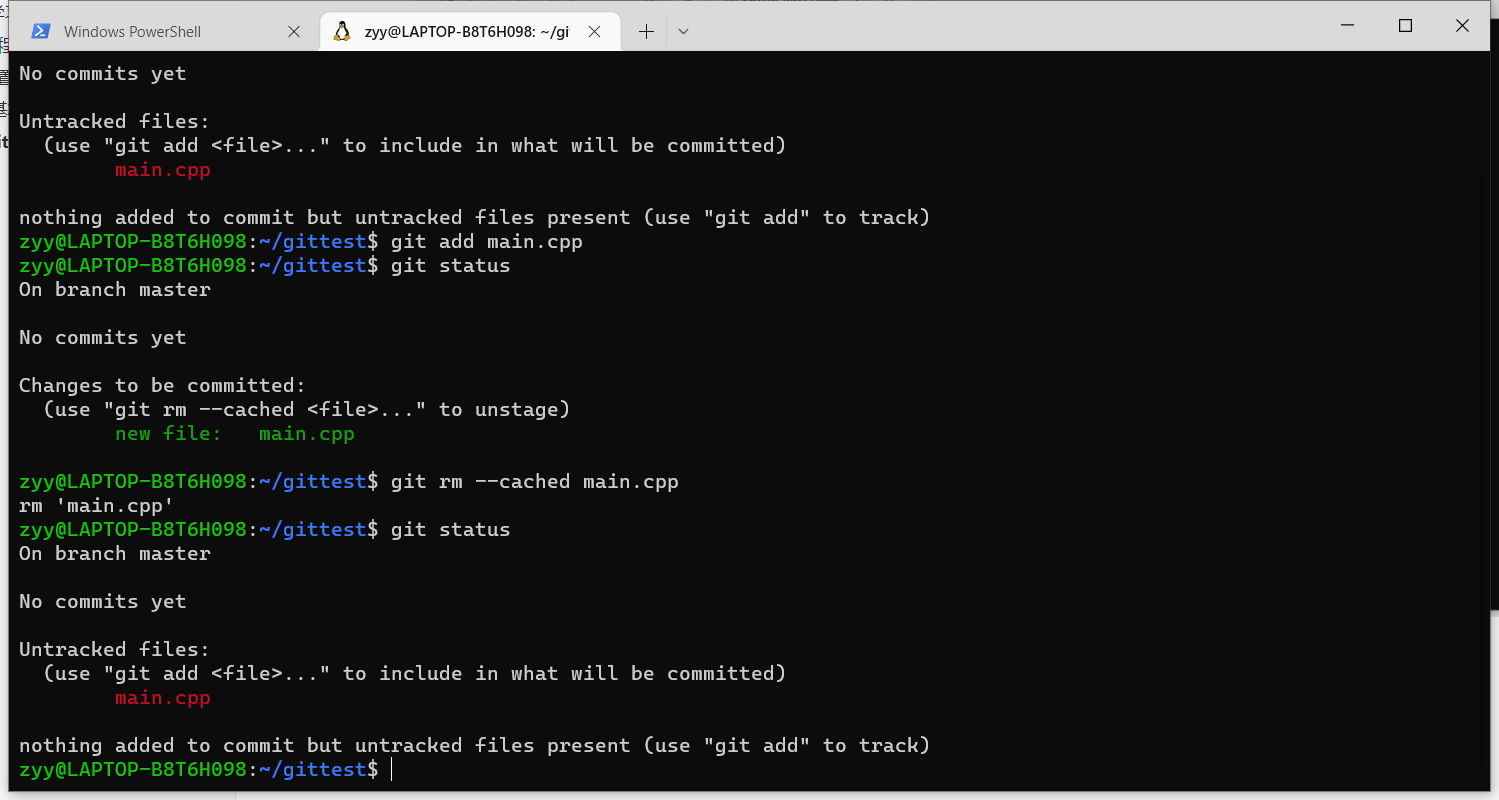 Windows PowerShell
zyy@LAPTOP-B8T6H098: ~/gi
No commits yet
Untracked files:
(use "git add <file>..." to include in what will be committed)
main.cpp
nothing added to commit but untracked files present (use "git add" to track)
zyy@LAPTOP-B8T6H098:~/gittest$ git add main.cpp
zyy@LAPTOP-B8T6H098:~/gittest$ git status
On branch master
No commits yet
Changes to be committed:
(use "git rm --cached <file>..." to unstage)
new file:   main.cpp
zyy@LAPTOP-B8T6H098:~/gittest$ git rm --cached main.cpp
rm 'main.cpp'
zyy@LAPTOP-B8T6H098:~/gittest$ git status
On branch master
No commits yet
Untracked files:
(use "git add <file>..." to include in what will be committed)
main.cpp
nothing added to commit but untracked files present (use "git add" to track)
zyy@LAPTOP-B8T6H098:~/gittest$